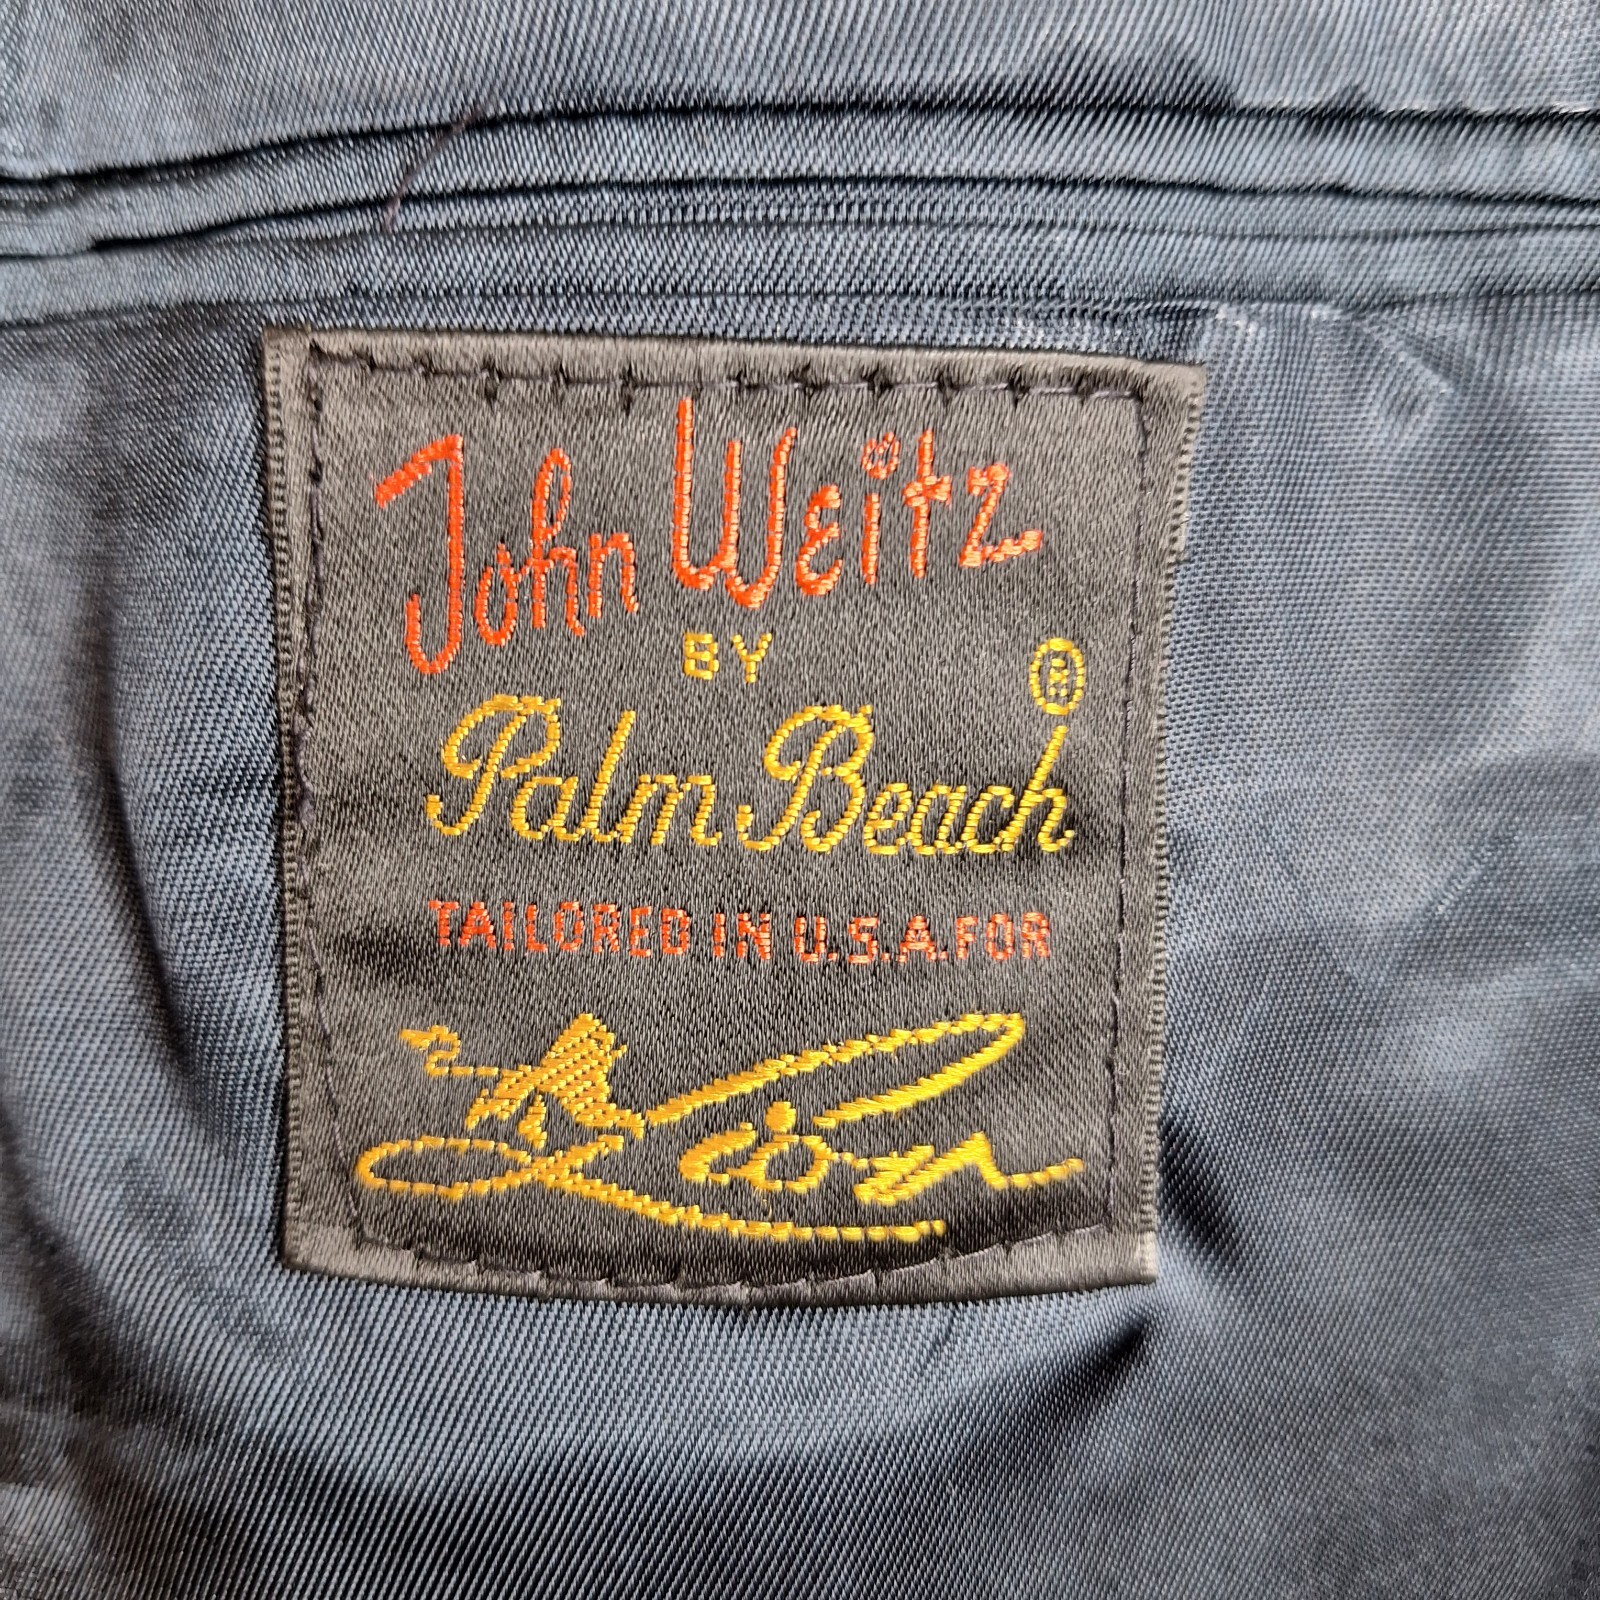 John Weitz
BY
Palm Beach ®
TAILORED IN U.S.A. FOR